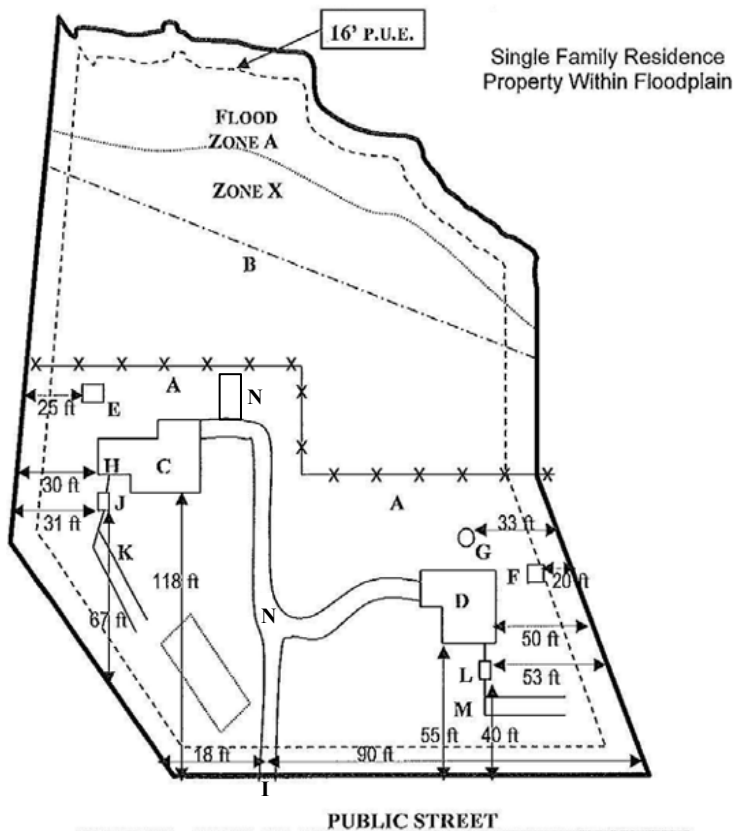 16' P.U.E.
Single Family Residence
Property Within Floodplain
FLOOD
ZONE A
ZONE X
B
A
N
25 ft
E
H
C
30 ft
J
31 ft
A
33 ft
G
K
118 ft
F
20 ft
D
67 ft
N
50 ft
L
53 ft
M
55 ft
40 ft
18 ft
90 ft
I
PUBLIC STREET